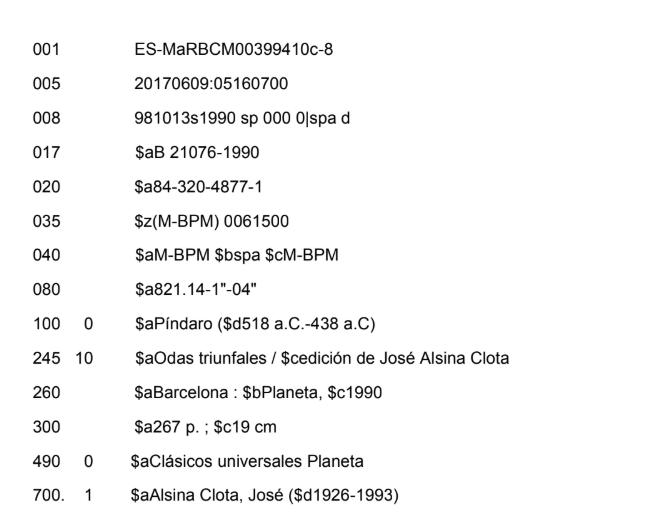 001 ES-MaRBCM00399410c-8
005 20170609:05160700
008 981013s1990 sp 000 0|spa d
017 $aB 21076-1990
020 $a84-320-4877-1
035 $z(M-BPM) 0061500
040 $aM-BPM $bspa $cM-BPM
080 $a821.14-1"-04"
100 0 $aPíndaro ($d518 a.C.-438 a.C)
245 10 $aOdas triunfales / $cedición de José Alsina Clota
260 $aBarcelona : $bPlaneta, $c1990
300 $a267 p. ; $c19 cm
490 0 $aClásicos universales Planeta
700. 1 $aAlsina Clota, José ($d1926-1993)